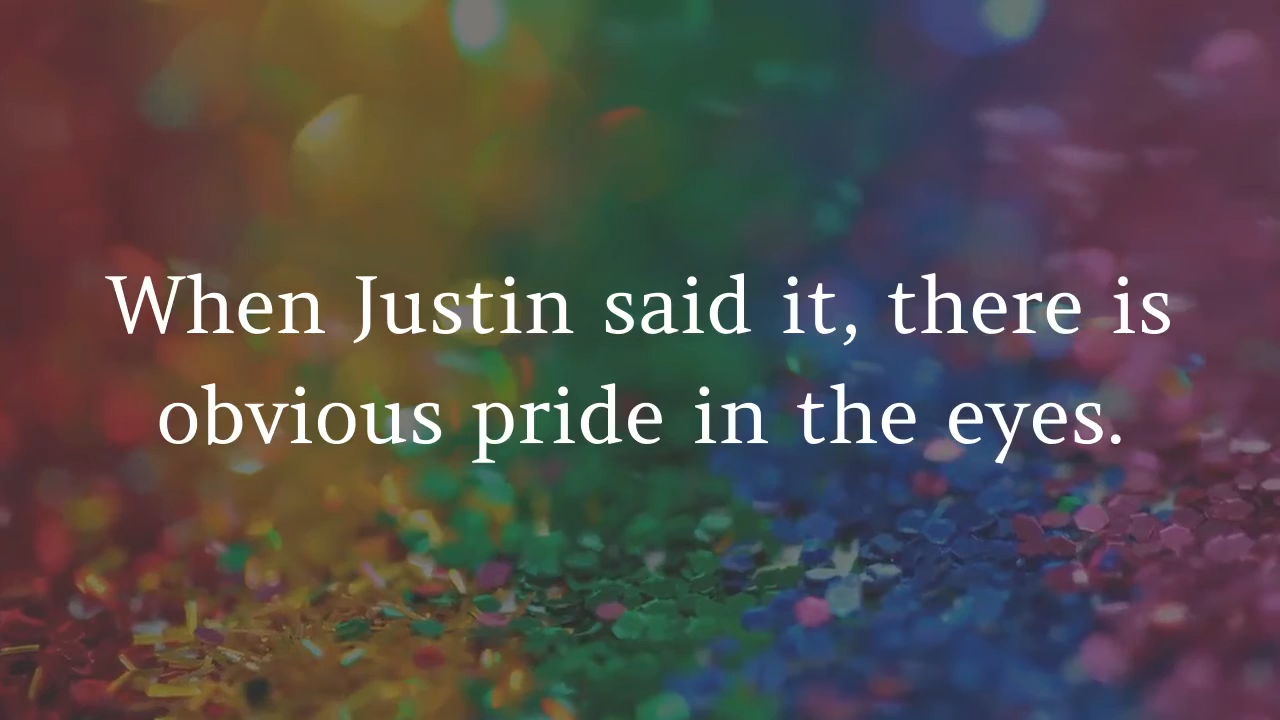 When Justin said it, there is
obvious pride in the eyes.